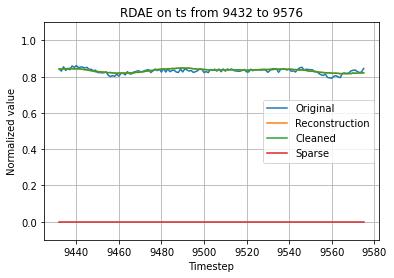 RDAE on ts from 9432 to 9576
Normalized value
1.0
0.8
0.6
0.4
0.2
0.0
Original
Reconstruction
Cleaned
Sparse
9440 9460 9480 9500 9520 9540 9560 9580
Timestep